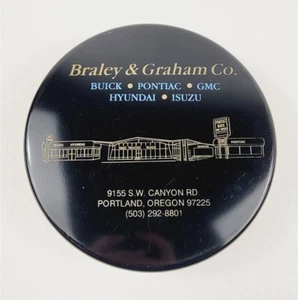 Braley & Graham Co.
BUICK • PONTIAC • GMC
HYUNDAI • ISUZU
9155 S.W. CANYON RD.
PORTLAND, OREGON 97225
(503) 292-8801